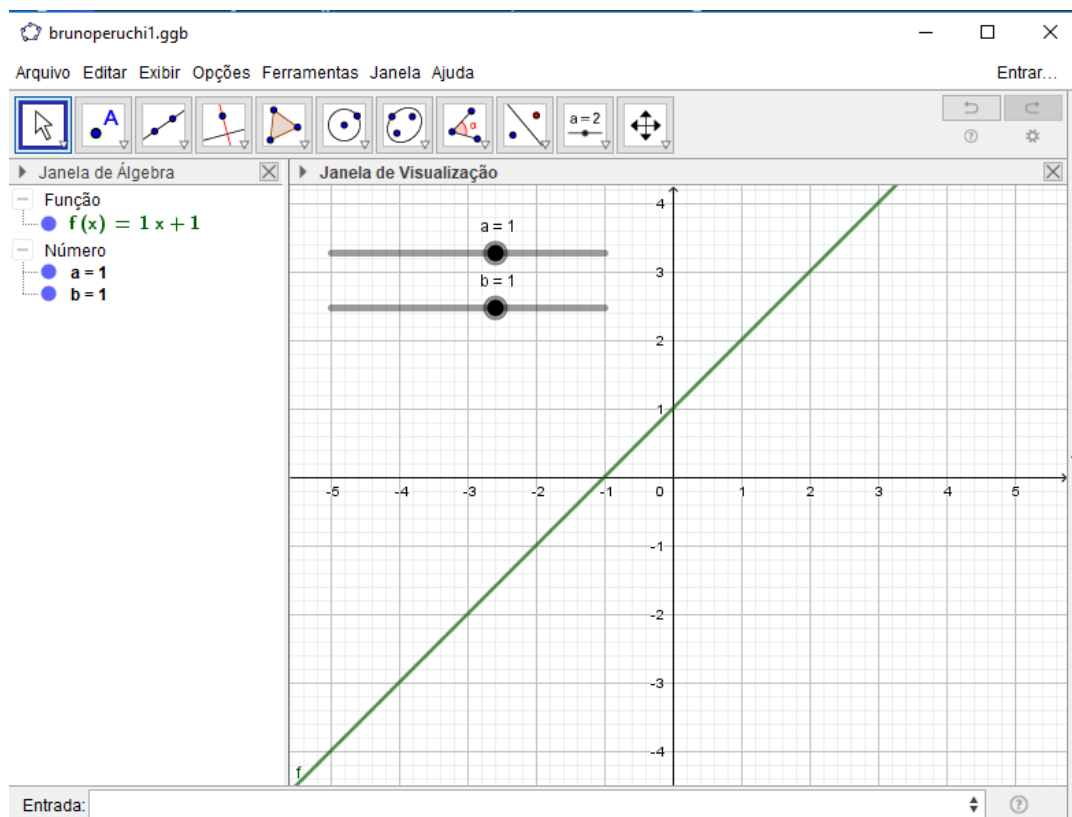 brunoperuchi1.ggb
Arquivo Editar Exibir Opções Ferramentas Janela Ajuda Entrar...
A α a = 2
Janela de Álgebra
Função
f(x) = 1 x + 1
Número
a = 1
b = 1
Janela de Visualização
a = 1
b = 1
4
3
2
1
-5 -4 -3 -2 -1 0 1 2 3 4 5
-1
-2
-3
-4
f
Entrada: